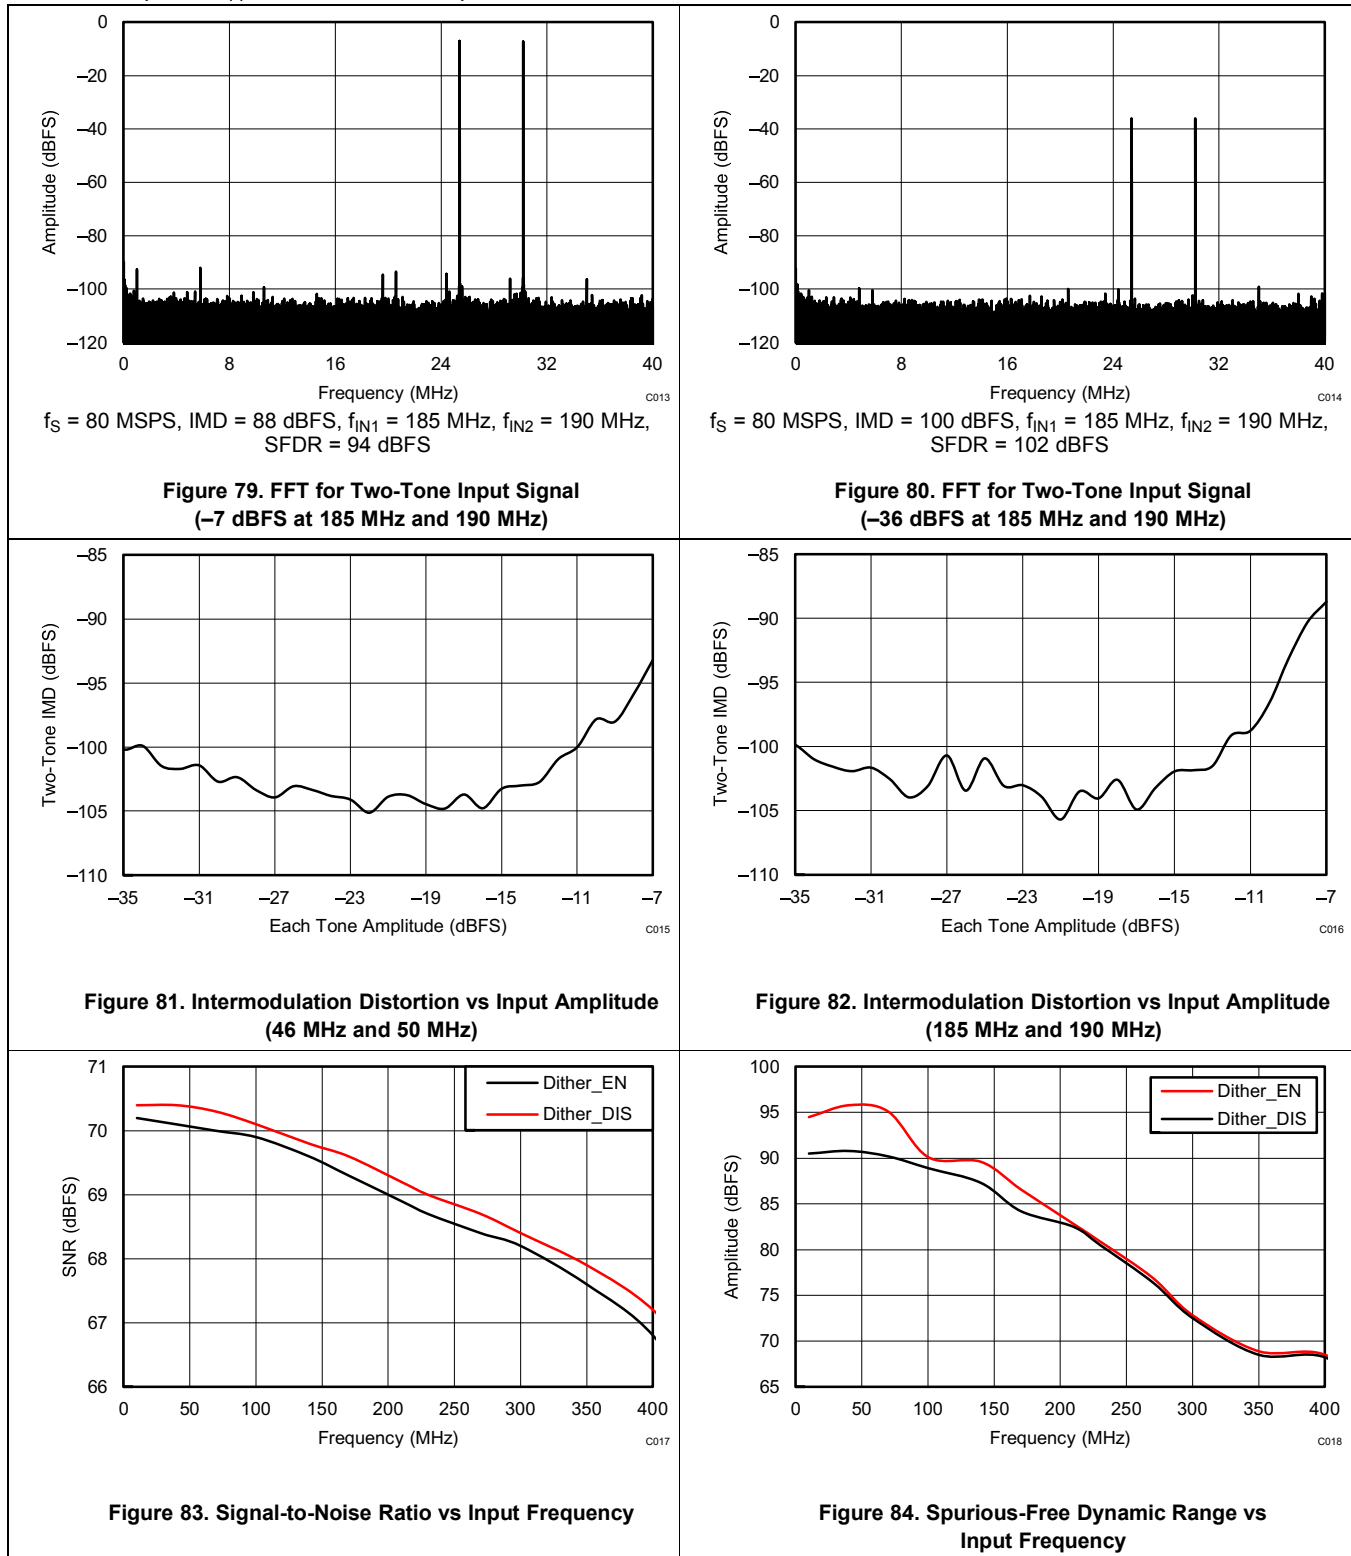 0
–20
–40
–60
–80
–100
–120
Amplitude (dBFS)
0 8 16 24 32 40
Frequency (MHz)
C013
fS = 80 MSPS, IMD = 88 dBFS, fIN1 = 185 MHz, fIN2 = 190 MHz,
SFDR = 94 dBFS
Figure 79. FFT for Two-Tone Input Signal
(–7 dBFS at 185 MHz and 190 MHz)
0
–20
–40
–60
–80
–100
–120
Amplitude (dBFS)
0 8 16 24 32 40
Frequency (MHz)
C014
fS = 80 MSPS, IMD = 100 dBFS, fIN1 = 185 MHz, fIN2 = 190 MHz,
SFDR = 102 dBFS
Figure 80. FFT for Two-Tone Input Signal
(–36 dBFS at 185 MHz and 190 MHz)
–85
–90
–95
–100
–105
–110
Two-Tone IMD (dBFS)
–35 –31 –27 –23 –19 –15 –11 –7
Each Tone Amplitude (dBFS)
C015
Figure 81. Intermodulation Distortion vs Input Amplitude
(46 MHz and 50 MHz)
–85
–90
–95
–100
–105
–110
Two-Tone IMD (dBFS)
–35 –31 –27 –23 –19 –15 –11 –7
Each Tone Amplitude (dBFS)
C016
Figure 82. Intermodulation Distortion vs Input Amplitude
(185 MHz and 190 MHz)
71
70
69
68
67
66
SNR (dBFS)
Dither_EN
Dither_DIS
0 50 100 150 200 250 300 350 400
Frequency (MHz)
C017
Figure 83. Signal-to-Noise Ratio vs Input Frequency
100
95
90
85
80
75
70
65
Amplitude (dBFS)
Dither_EN
Dither_DIS
0 50 100 150 200 250 300 350 400
Frequency (MHz)
C018
Figure 84. Spurious-Free Dynamic Range vs
Input Frequency